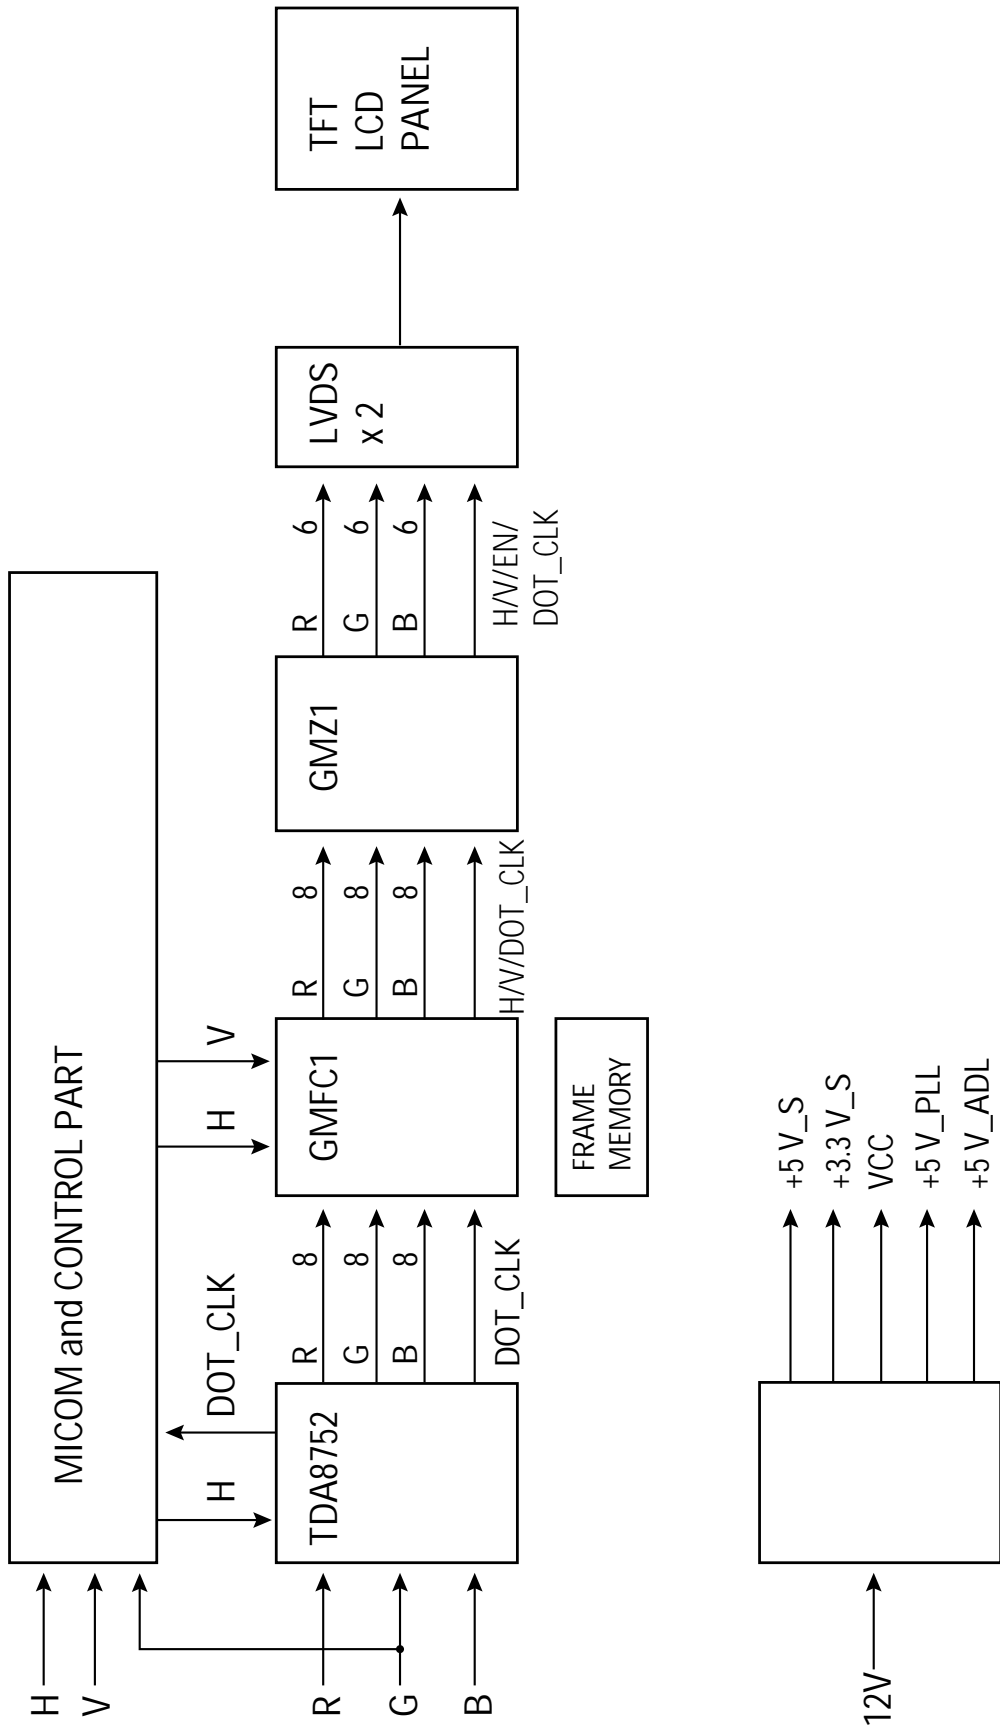 H
V
MICOM and CONTROL PART
H
DOT_CLK
H
V
R
G
B
TDA8752
R 8
G 8
B 8
DOT_CLK
GMFC1
R 8
G 8
B 8
H/V/DOT_CLK
GMZ1
R 6
G 6
B 6
H/V/EN/
DOT_CLK
LVDS
x 2
TFT
LCD
PANEL
FRAME
MEMORY
12V
+5 V_S
+3.3 V_S
VCC
+5 V_PLL
+5 V_ADL